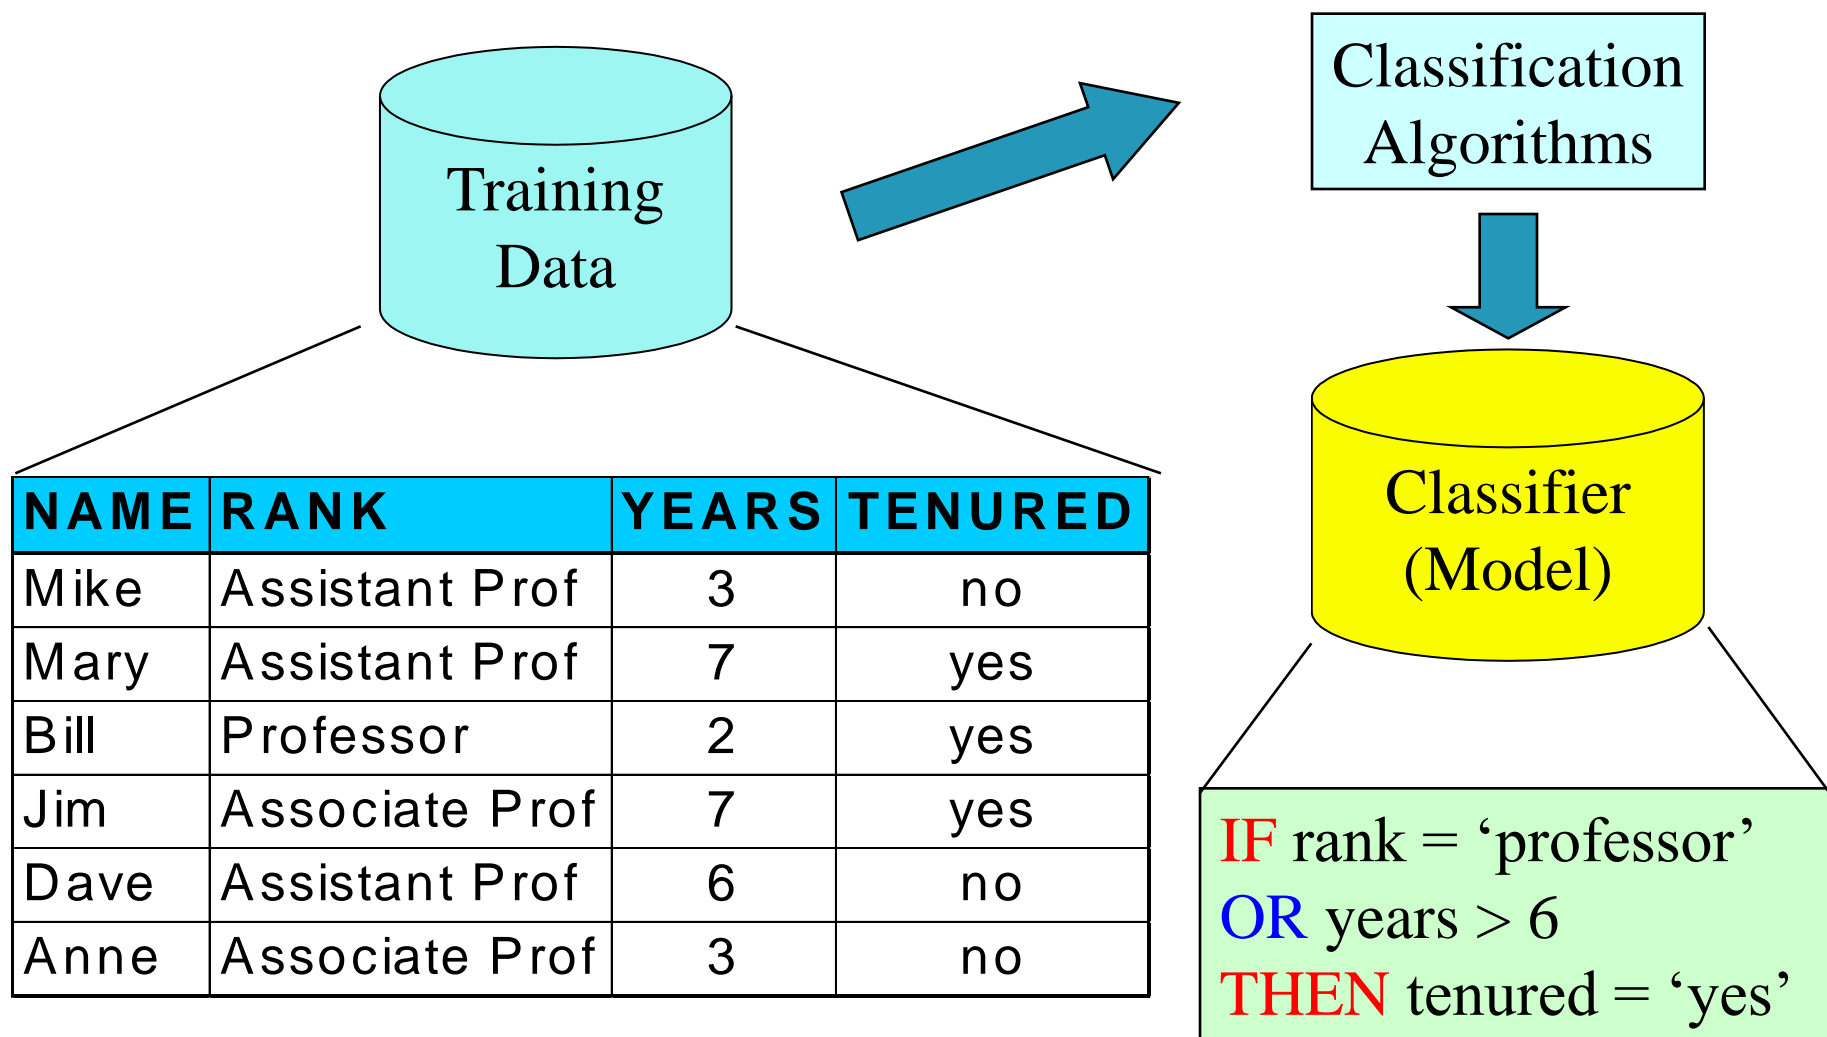 Training
Data
Classification
Algorithms
Classifier
(Model)
NAME RANK YEARS TENURED
Mike Assistant Prof 3 no
Mary Assistant Prof 7 yes
Bill Professor 2 yes
Jim Associate Prof 7 yes
Dave Assistant Prof 6 no
Anne Associate Prof 3 no
IF rank = ‘professor’
OR years > 6
THEN tenured = ‘yes’